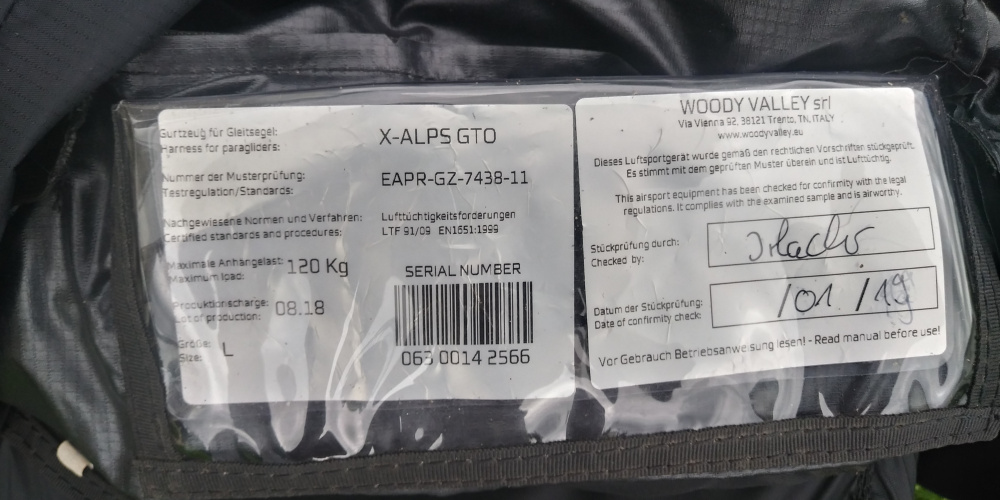 Gurtzeug für Gleitsegel:
Harness for paragliders:
X-ALPS GTO
Nummer der Musterprüfung:
Testregulation/Standards:
EAPR-GZ-7438-11
Nachgewiesene Normen und Verfahren:
Certified standards and procedures:
Lufttüchtigkeitsforderungen
LTF 91/09 EN1651:1999
Maximale Anhangelast:
Maximum load:
120 Kg
Produktionscharge:
Lot of production:
08.18
Größe:
Size:
L
SERIAL NUMBER
063 0014 2566
WOODY VALLEY srl
Via Vienna 92, 38121 Trento, TN, ITALY
www.woodyvalley.eu
Dieses Luftsportgerät wurde gemäß den rechtlichen Vorschriften stückgeprüft.
Es stimmt mit dem geprüften Muster überein und ist Lufttüchtig.
This airsport equipment has been checked for confirmity with the legal
regulations. It complies with the examined sample and is airworthy.
Stückprüfung durch:
Checked by:
Datum der Stückprüfung:
Date of confirmity check:
/01/19
Vor Gebrauch Betriebsanweisung lesen! - Read manual before use!